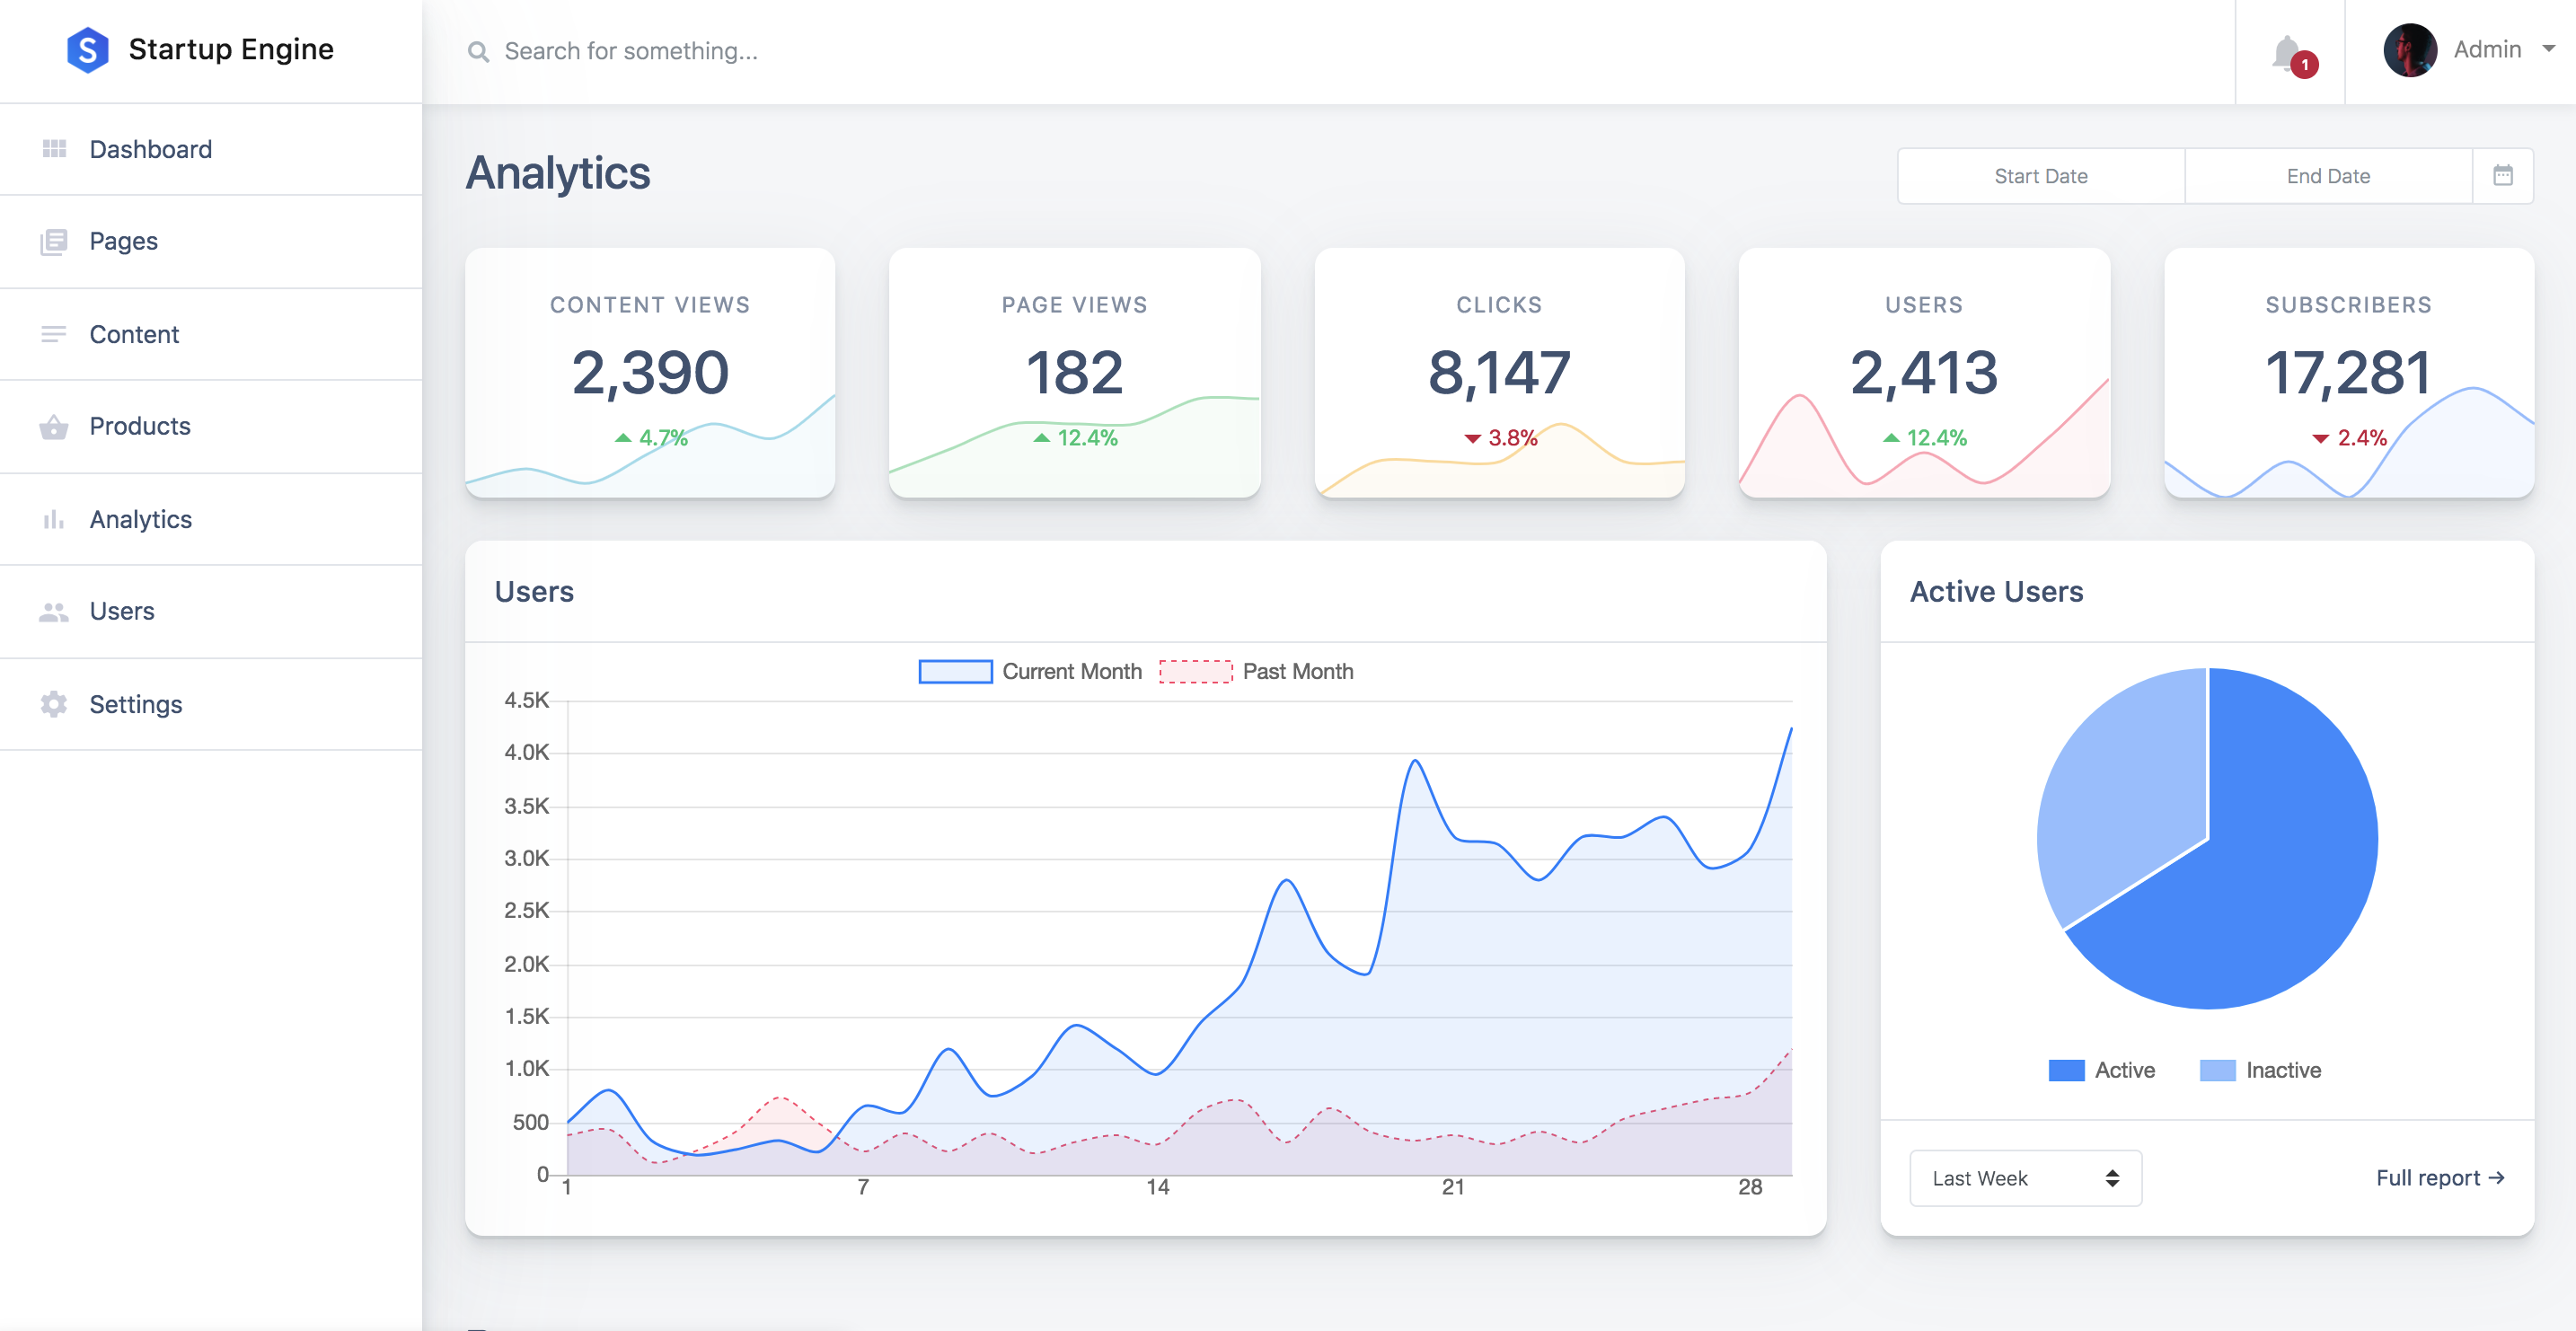 S Startup Engine
Search for something...
1
Admin
Dashboard
Pages
Content
Products
Analytics
Users
Settings
Analytics
Start Date
End Date
CONTENT VIEWS
2,390
4.7%
PAGE VIEWS
182
12.4%
CLICKS
8,147
3.8%
USERS
2,413
12.4%
SUBSCRIBERS
17,281
2.4%
Users
Current Month Past Month
4.5K
4.0K
3.5K
3.0K
2.5K
2.0K
1.5K
1.0K
500
0
1 7 14 21 28
Active Users
Active Inactive
Last Week
Full report →